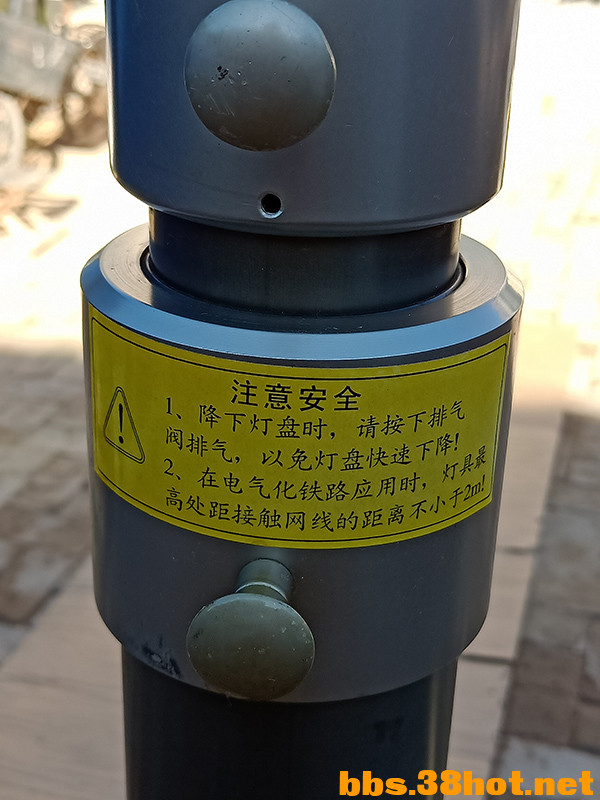 注意安全
1、降下灯盘时，请按下排气
阀排气，以免灯盘快速下降!
2、在电气化铁路应用时，灯具最
高处距接触网线的距离不小于2m!
bbs.38hot.net